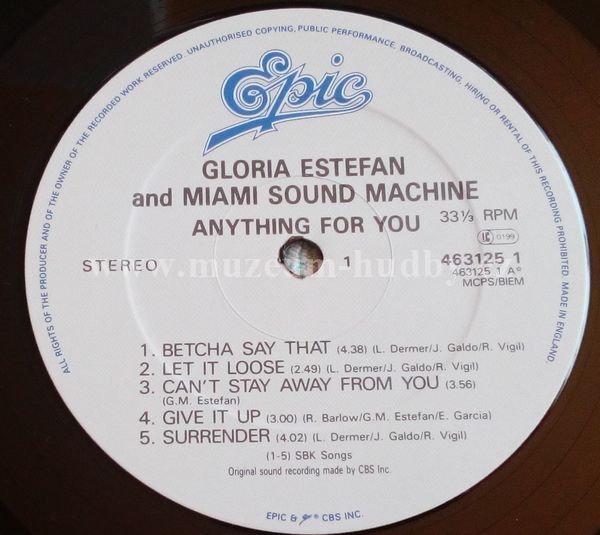 ALL RIGHTS OF THE PRODUCER AND OF THE OWNER OF THE RECORDED WORK RESERVED. UNAUTHORISED COPYING, PUBLIC PERFORMANCE, BROADCASTING, HIRING OR RENTAL OF THIS RECORDING PROHIBITED. MADE IN ENGLAND.
Epic
GLORIA ESTEFAN
and MIAMI SOUND MACHINE
ANYTHING FOR YOU 33⅓ RPM
LC 0199
STEREO 1 463125 1
463125 1 A°
MCPS/BIEM
1. BETCHA SAY THAT (4.38) (L. Dermer/J. Galdo/R. Vigil)
2. LET IT LOOSE (2.49) (L. Dermer/J. Galdo/R. Vigil)
3. CAN'T STAY AWAY FROM YOU (3.56)
(G.M. Estefan)
4. GIVE IT UP (3.00) (R. Barlow/G.M. Estefan/E. Garcia)
5. SURRENDER (4.02) (L. Dermer/J. Galdo/R. Vigil)
(1-5) SBK Songs
Original sound recording made by CBS Inc.
EPIC & ® CBS INC.